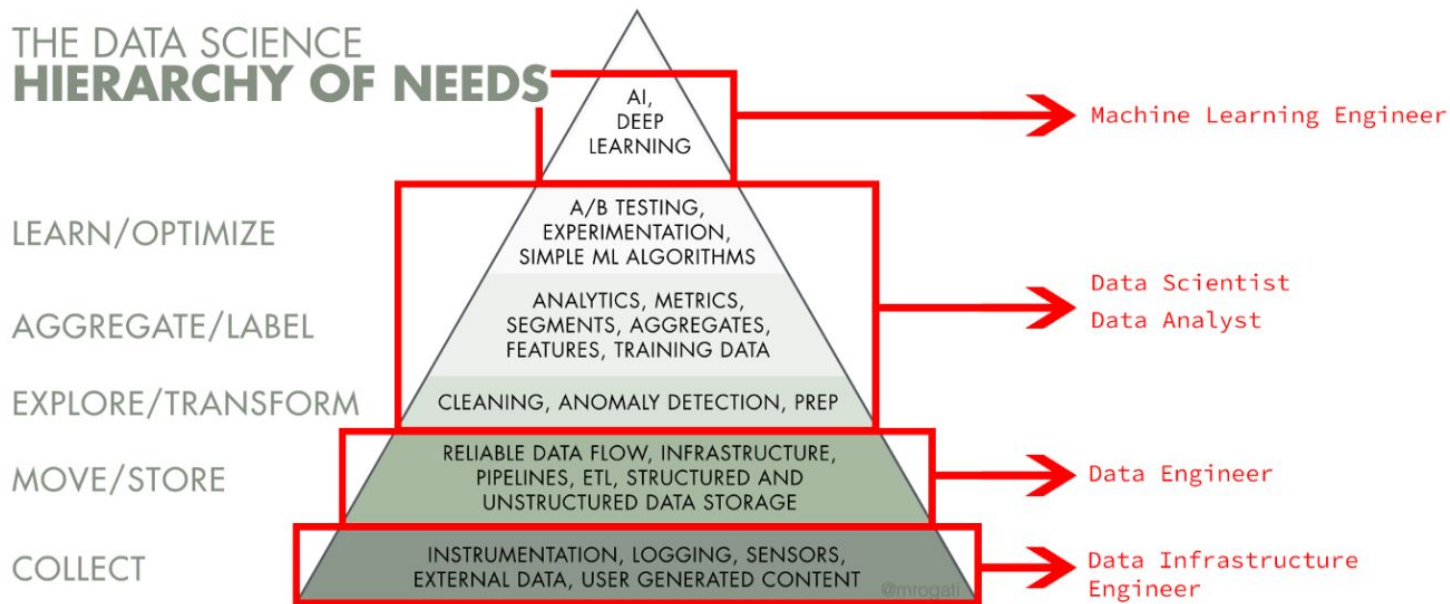 THE DATA SCIENCE
HIERARCHY OF NEEDS
AI,
DEEP
LEARNING
Machine Learning Engineer
LEARN/OPTIMIZE
A/B TESTING,
EXPERIMENTATION,
SIMPLE ML ALGORITHMS
AGGREGATE/LABEL
ANALYTICS, METRICS,
SEGMENTS, AGGREGATES,
FEATURES, TRAINING DATA
Data Scientist
Data Analyst
EXPLORE/TRANSFORM
CLEANING, ANOMALY DETECTION, PREP
MOVE/STORE
RELIABLE DATA FLOW, INFRASTRUCTURE,
PIPELINES, ETL, STRUCTURED AND
UNSTRUCTURED DATA STORAGE
Data Engineer
COLLECT
INSTRUMENTATION, LOGGING, SENSORS,
EXTERNAL DATA, USER GENERATED CONTENT
@mrogati
Data Infrastructure
Engineer